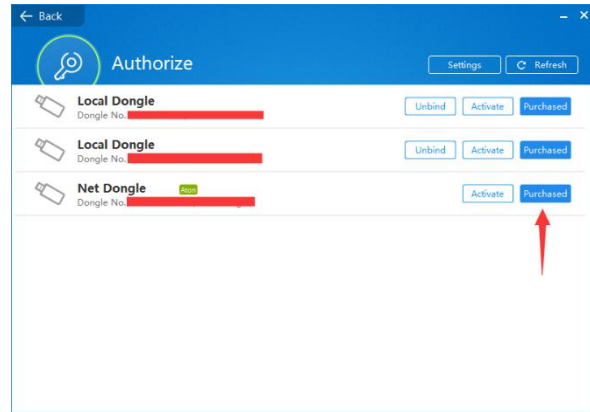 ← Back
Authorize
Settings Refresh
Local Dongle
Dongle No.
Unbind Activate Purchased
Local Dongle
Dongle No.
Unbind Activate Purchased
Net Dongle
Dongle No.
Activate Purchased